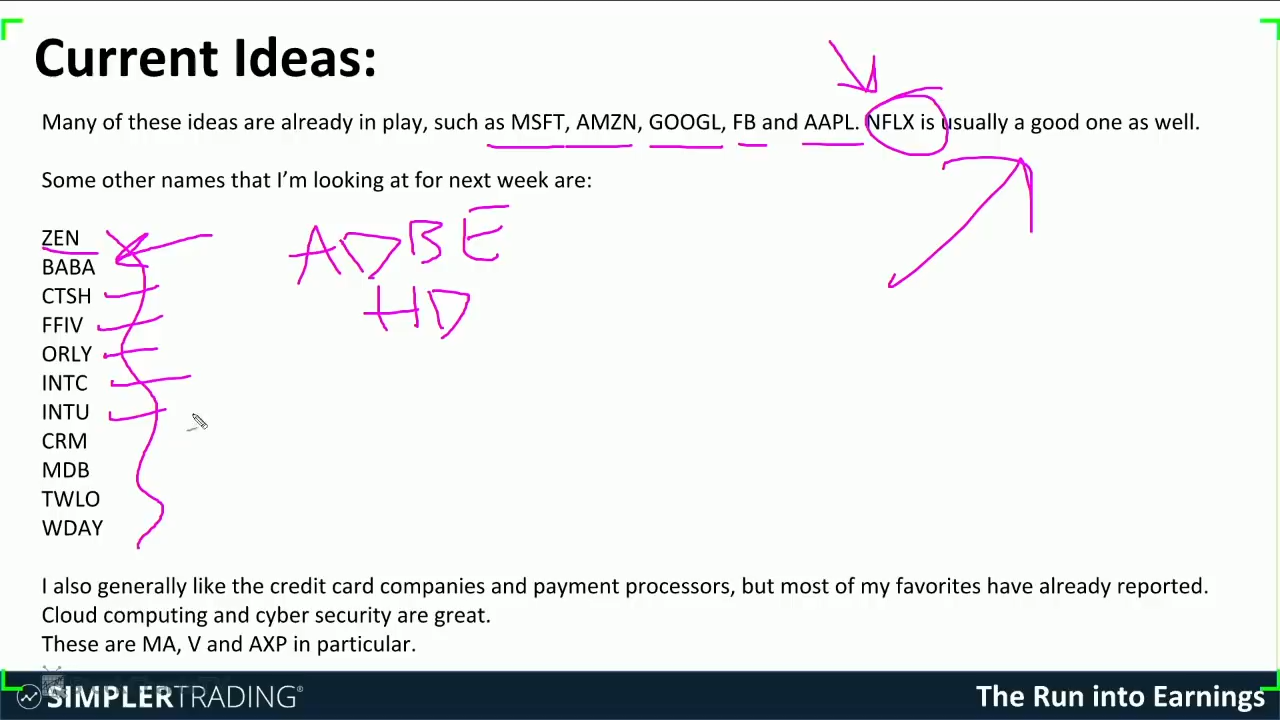 Current Ideas:
Many of these ideas are already in play, such as MSFT, AMZN, GOOGL, FB and AAPL. NFLX is usually a good one as well.
Some other names that I'm looking at for next week are:
ZEN
ADBE
BABA
CTSH
HD
FFIV
ORLY
INTC
INTU
CRM
MDB
TWLO
WDAY
I also generally like the credit card companies and payment processors, but most of my favorites have already reported.
Cloud computing and cyber security are great.
These are MA, V and AXP in particular.
SIMPLERTRADING®
The Run into Earnings